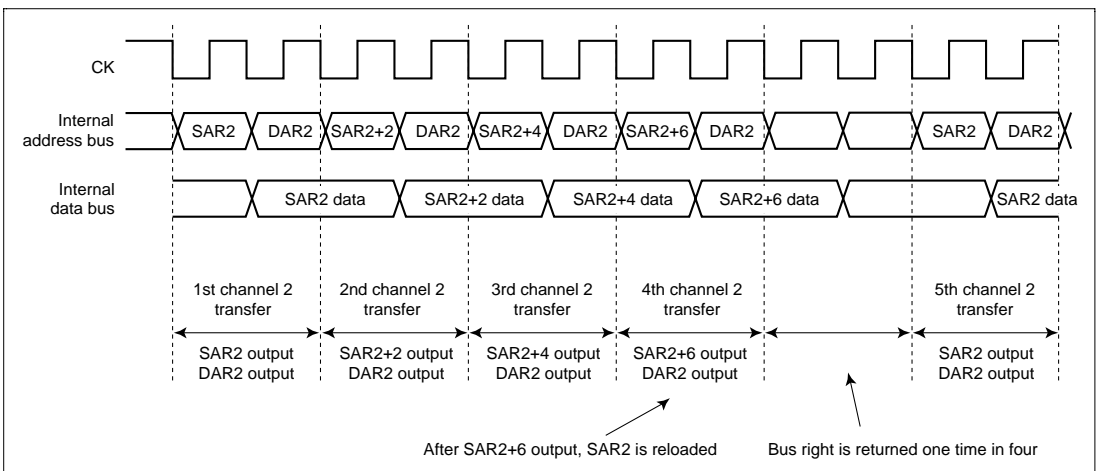 CK
Internal
address bus
SAR2 DAR2 SAR2+2 DAR2 SAR2+4 DAR2 SAR2+6 DAR2 SAR2 DAR2
Internal
data bus
SAR2 data SAR2+2 data SAR2+4 data SAR2+6 data SAR2 data
1st channel 2
transfer
2nd channel 2
transfer
3rd channel 2
transfer
4th channel 2
transfer
5th channel 2
transfer
SAR2 output
DAR2 output
SAR2+2 output
DAR2 output
SAR2+4 output
DAR2 output
SAR2+6 output
DAR2 output
SAR2 output
DAR2 output
After SAR2+6 output, SAR2 is reloaded
Bus right is returned one time in four